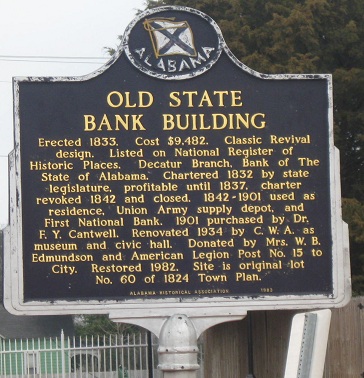 ALABAMA
OLD STATE
BANK BUILDING
Erected 1833. Cost $9,482. Classic Revival
design. Listed on National Register of
Historic Places. Decatur Branch, Bank of The
State of Alabama. Chartered 1832 by state
legislature, profitable until 1837, charter
revoked 1842 and closed. 1842-1901 used as
residence, Union Army supply depot, and
First National Bank. 1901 purchased by Dr.
F. Y. Cantwell. Renovated 1934 by C. W. A. as
museum and civic hall. Donated by Mrs. W. B.
Edmundson and American Legion Post No. 15 to
City. Restored 1982. Site is original lot
No. 60 of 1824 Town Plan.
ALABAMA HISTORICAL ASSOCIATION 1983